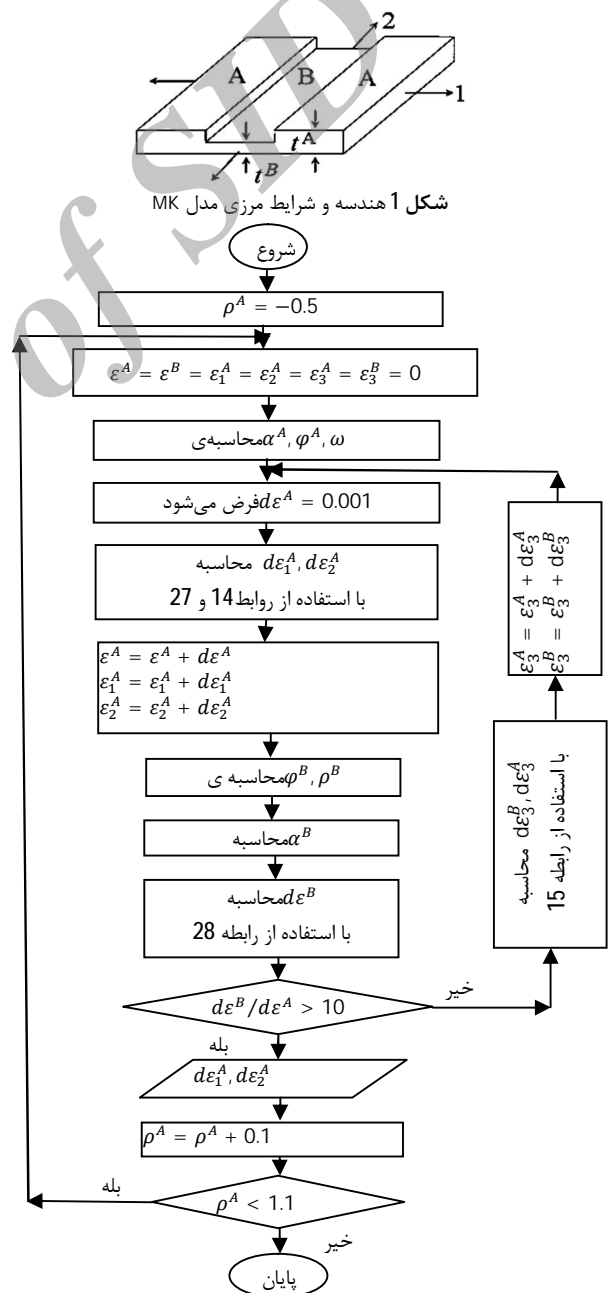 of SID
2
A
B
A
1
t^A
t^B
شکل 1 هندسه و شرایط مرزی مدل MK
شروع
ρ^A = −0.5
ε^A = ε^B = ε_1^A = ε_2^A = ε_3^A = ε_3^B = 0
محاسبه‌ی α^A, φ^A, ω
dε^A = 0.001 فرض می‌شود
محاسبه dε_1^A, dε_2^A
با استفاده از روابط 14 و 27
ε^A = ε^A + dε^A
ε_1^A = ε_1^A + dε_1^A
ε_2^A = ε_2^A + dε_2^A
محاسبه ی φ^B, ρ^B
محاسبه α^B
محاسبه dε^B
با استفاده از رابطه 28
dε^B/dε^A > 10
خیر
محاسبه dε_3^B, dε_3^A
با استفاده از رابطه 15
ε_3^A = ε_3^A + dε_3^A
ε_3^B = ε_3^B + dε_3^B
بله
dε_1^A, dε_2^A
ρ^A = ρ^A + 0.1
ρ^A < 1.1
بله
خیر
پایان